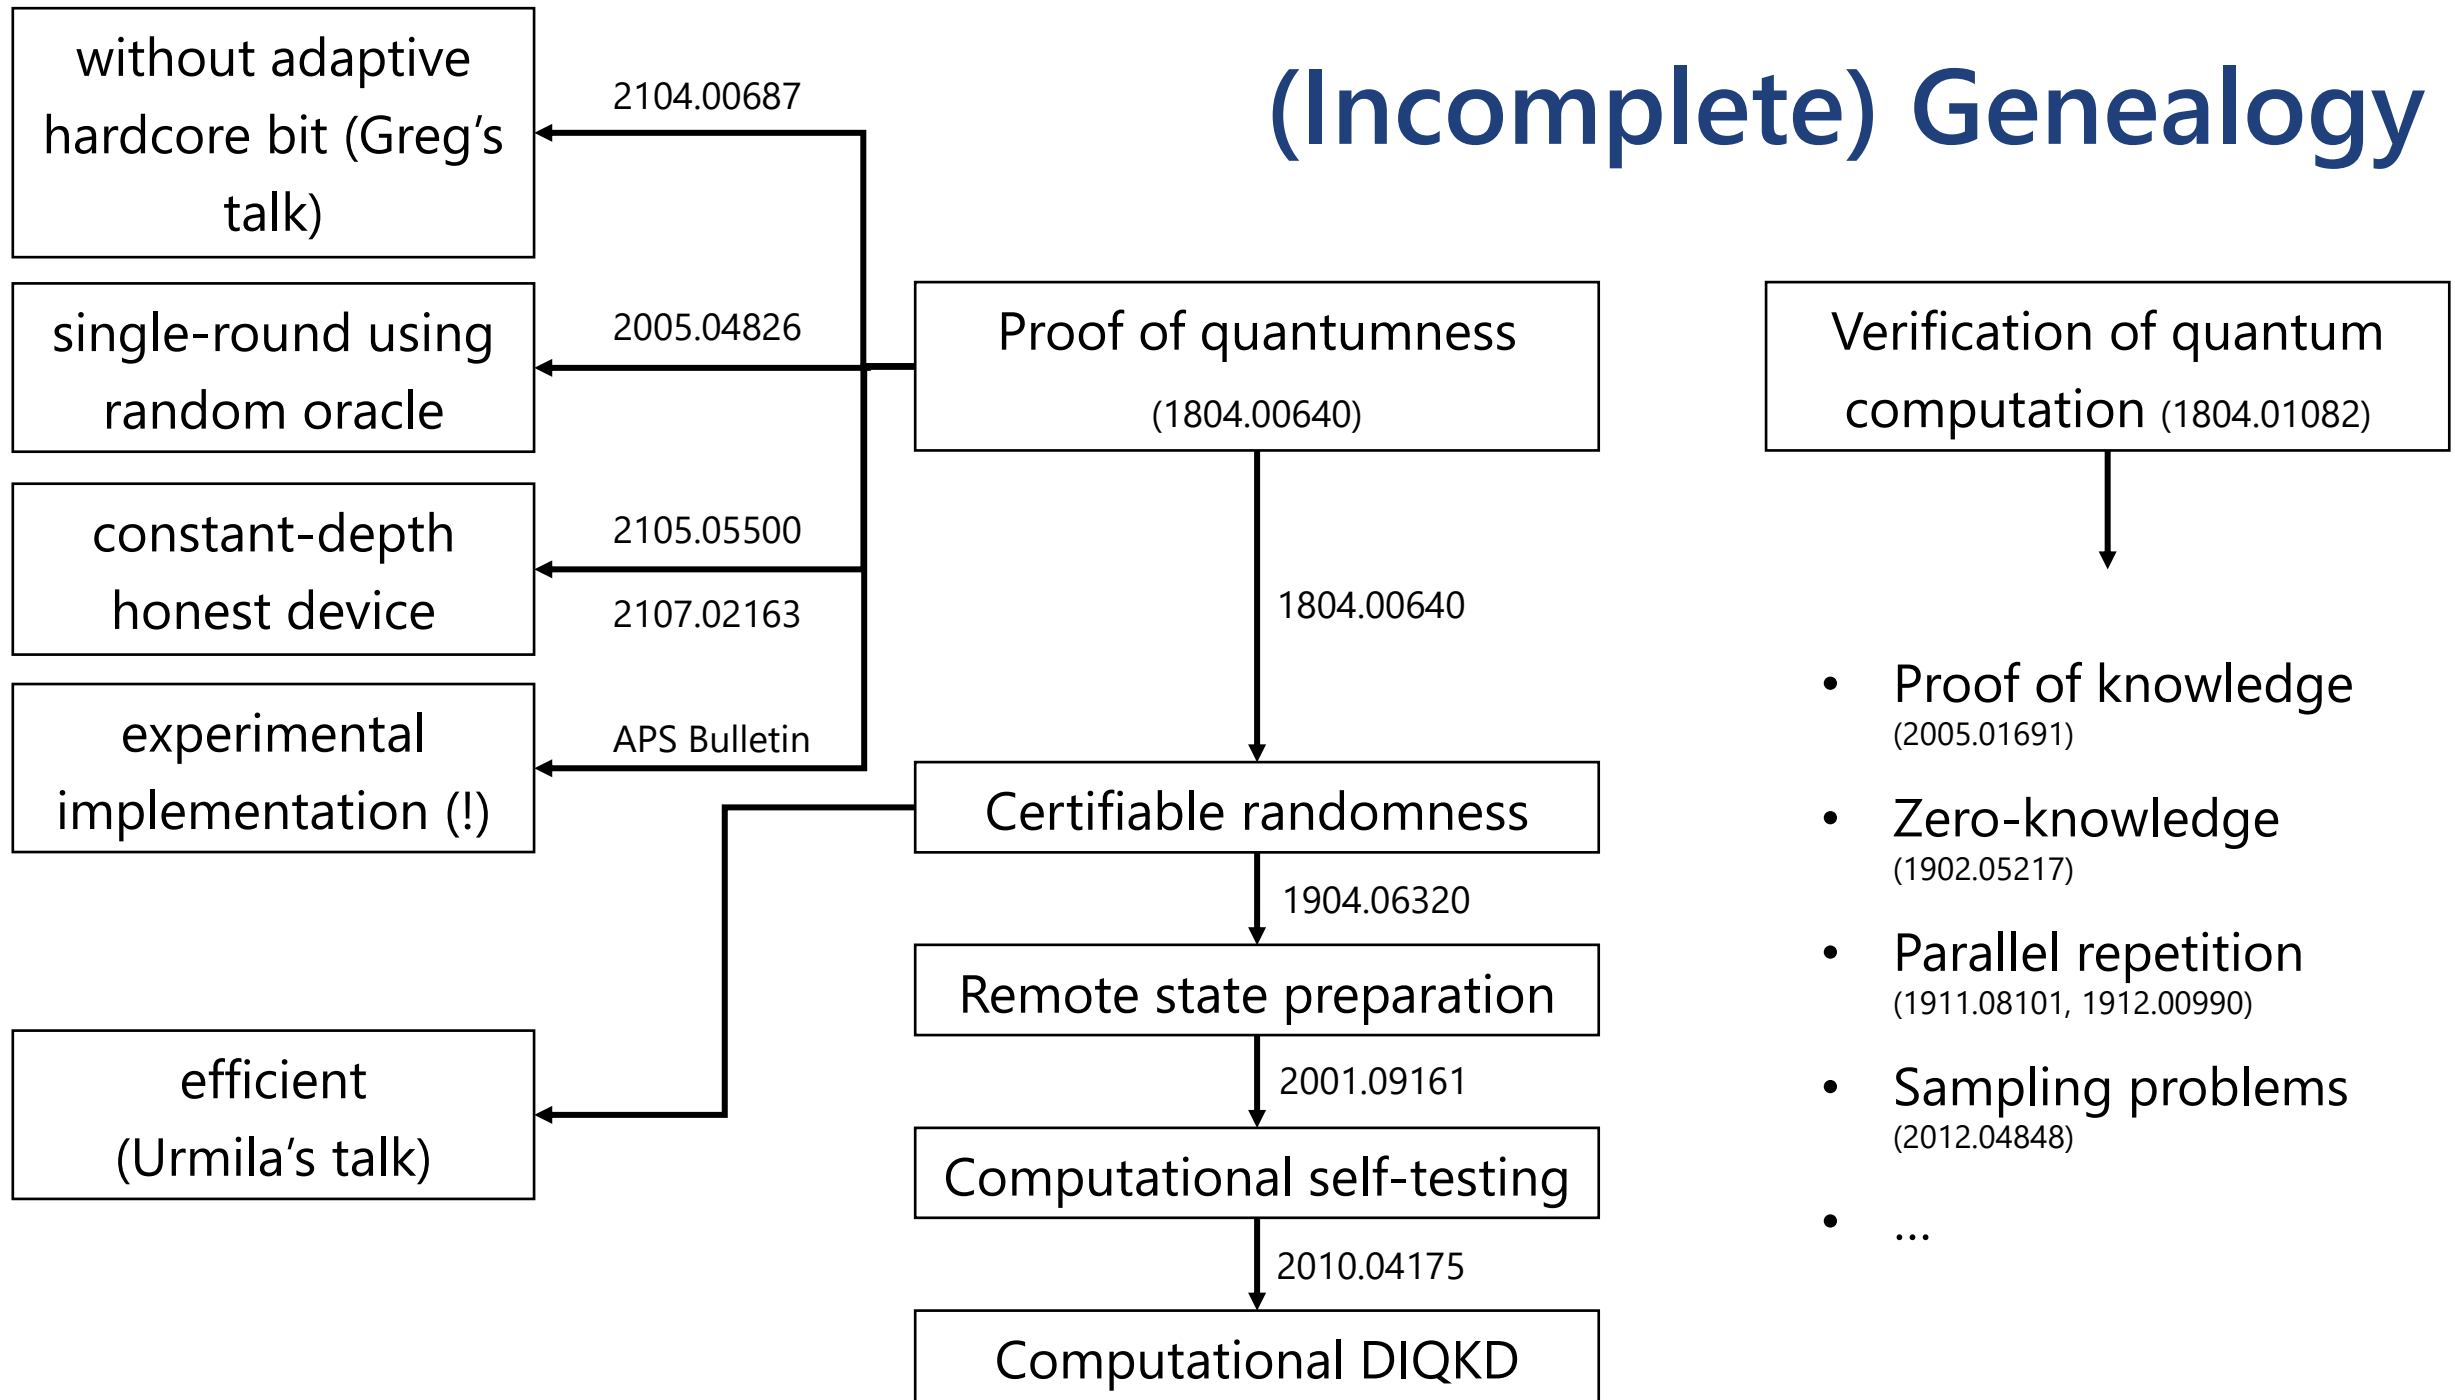 (Incomplete) Genealogy
without adaptive
hardcore bit (Greg’s
talk)
2104.00687
single-round using
random oracle
2005.04826
constant-depth
honest device
2105.05500
2107.02163
experimental
implementation (!)
APS Bulletin
efficient
(Urmila’s talk)
Proof of quantumness
(1804.00640)
1804.00640
Certifiable randomness
1904.06320
Remote state preparation
2001.09161
Computational self-testing
2010.04175
Computational DIQKD
Verification of quantum
computation (1804.01082)
• Proof of knowledge
(2005.01691)
• Zero-knowledge
(1902.05217)
• Parallel repetition
(1911.08101, 1912.00990)
• Sampling problems
(2012.04848)
• ...